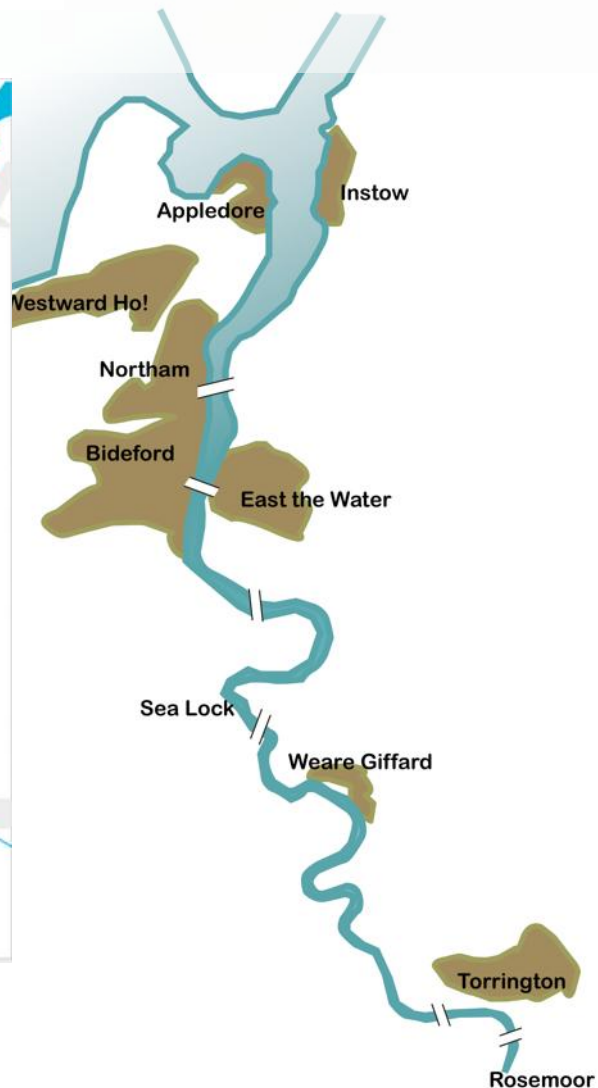 Instow
Appledore
Westward Ho!
Northam
Bideford
East the Water
Sea Lock
Weare Giffard
Torrington
Rosemoor